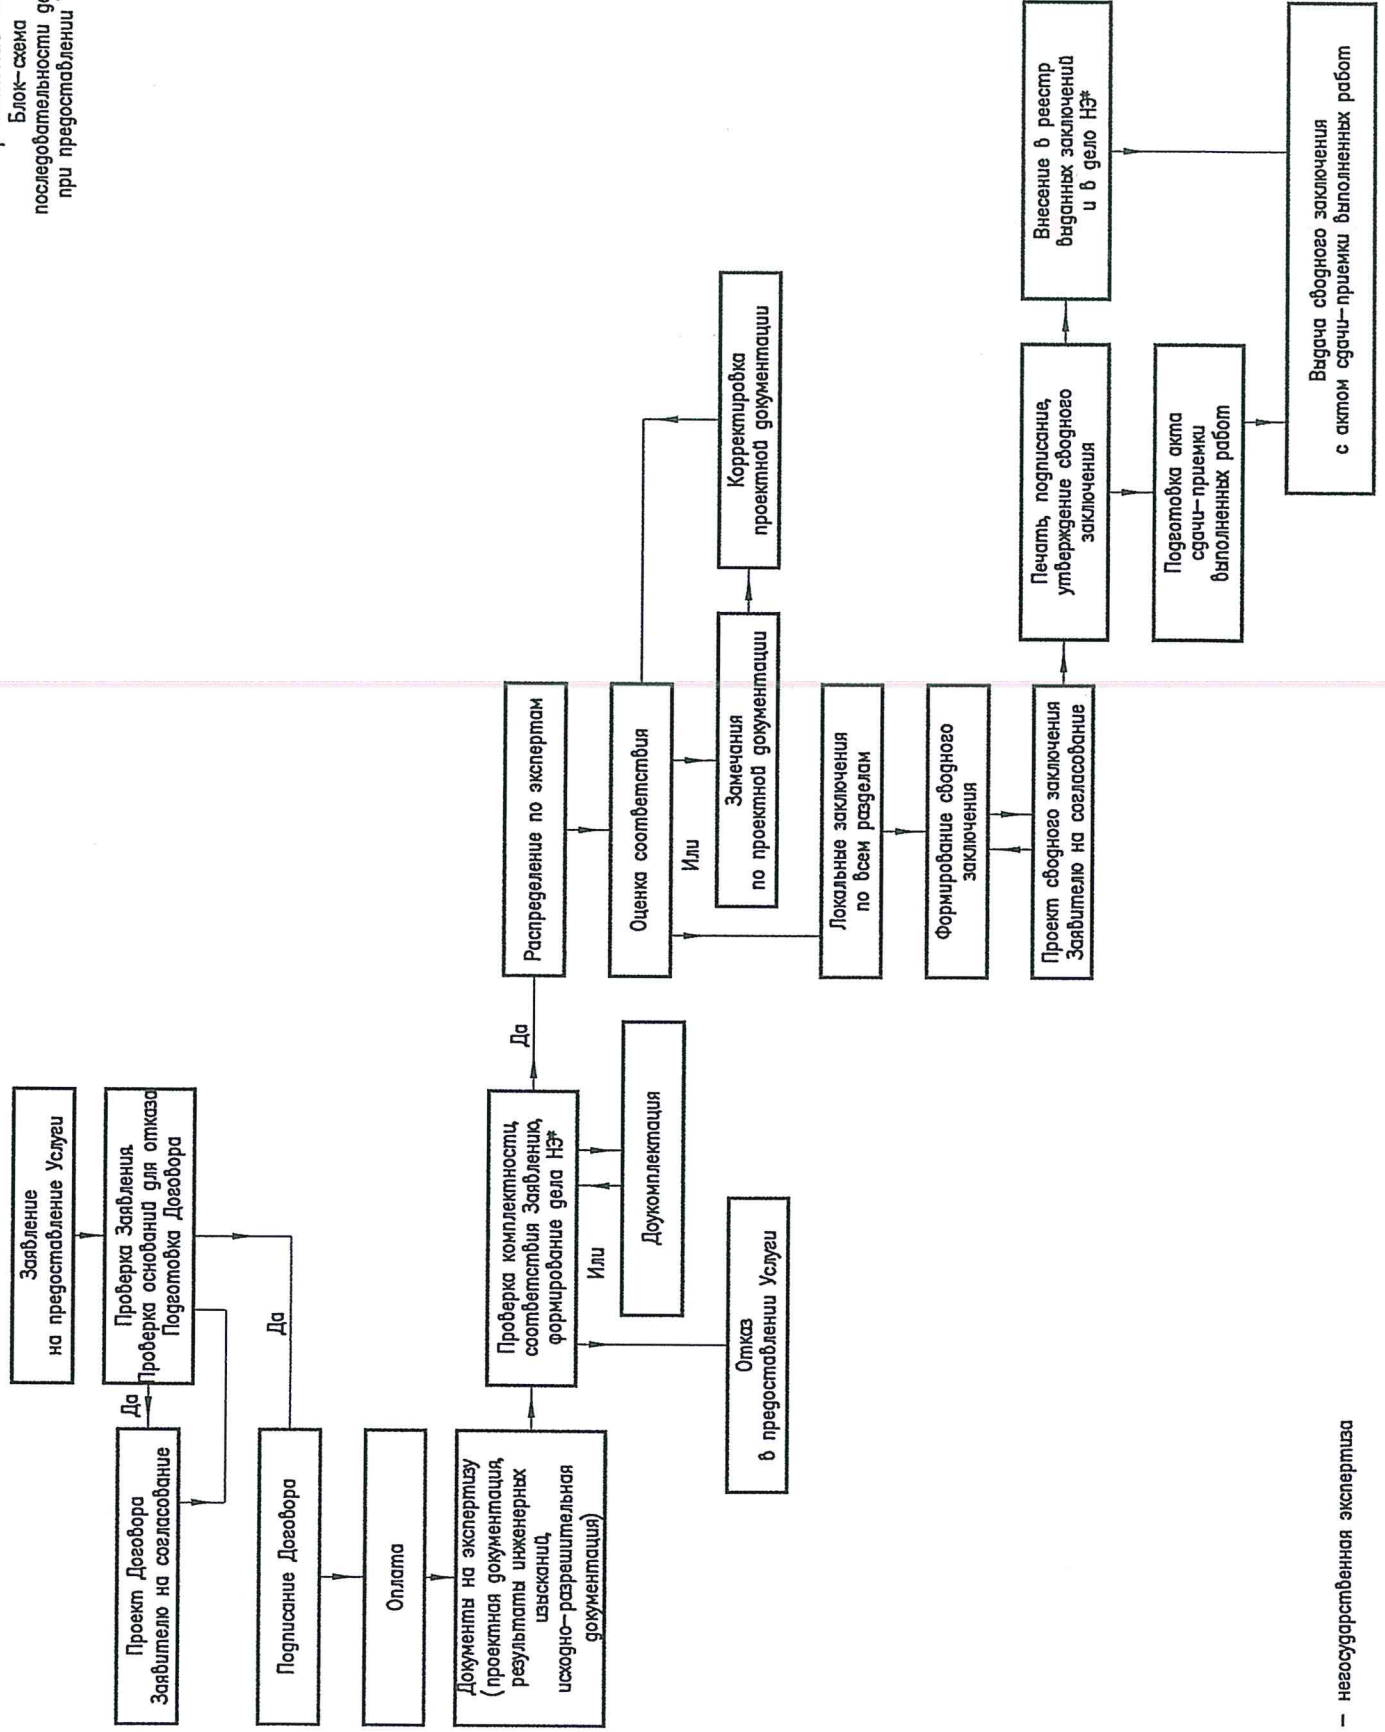 Блок-схема
последовательности
при предоставлении
Заявление
на предоставление Услуги
Проверка Заявления.
Проверка оснований для отказа
Подготовка Договора
Да
Проект Договора
Заявителю на согласование
Да
Подписание Договора
Оплата
Документы на экспертизу
(проектная документация,
результаты инженерных
изысканий,
исходно-разрешительная
документация)
Проверка комплектности,
соответствия Заявлению,
формирование дела НЭ*
Или
Доукомплектация
Отказ
в предоставлении Услуги
Да
Распределение по экспертам
Оценка соответствия
Или
Замечания
по проектной документации
Корректировка
проектной документации
Локальные заключения
по всем разделам
Формирование сводного
заключения
Проект сводного заключения
Заявителю на согласование
Печать, подписание,
утверждение сводного
заключения
Внесение в реестр
выданных заключений
и в дело НЭ*
Подготовка акта
сдачи-приемки
выполненных работ
Выдача сводного заключения
с актом сдачи-приемки выполненных работ
– негосударственная экспертиза